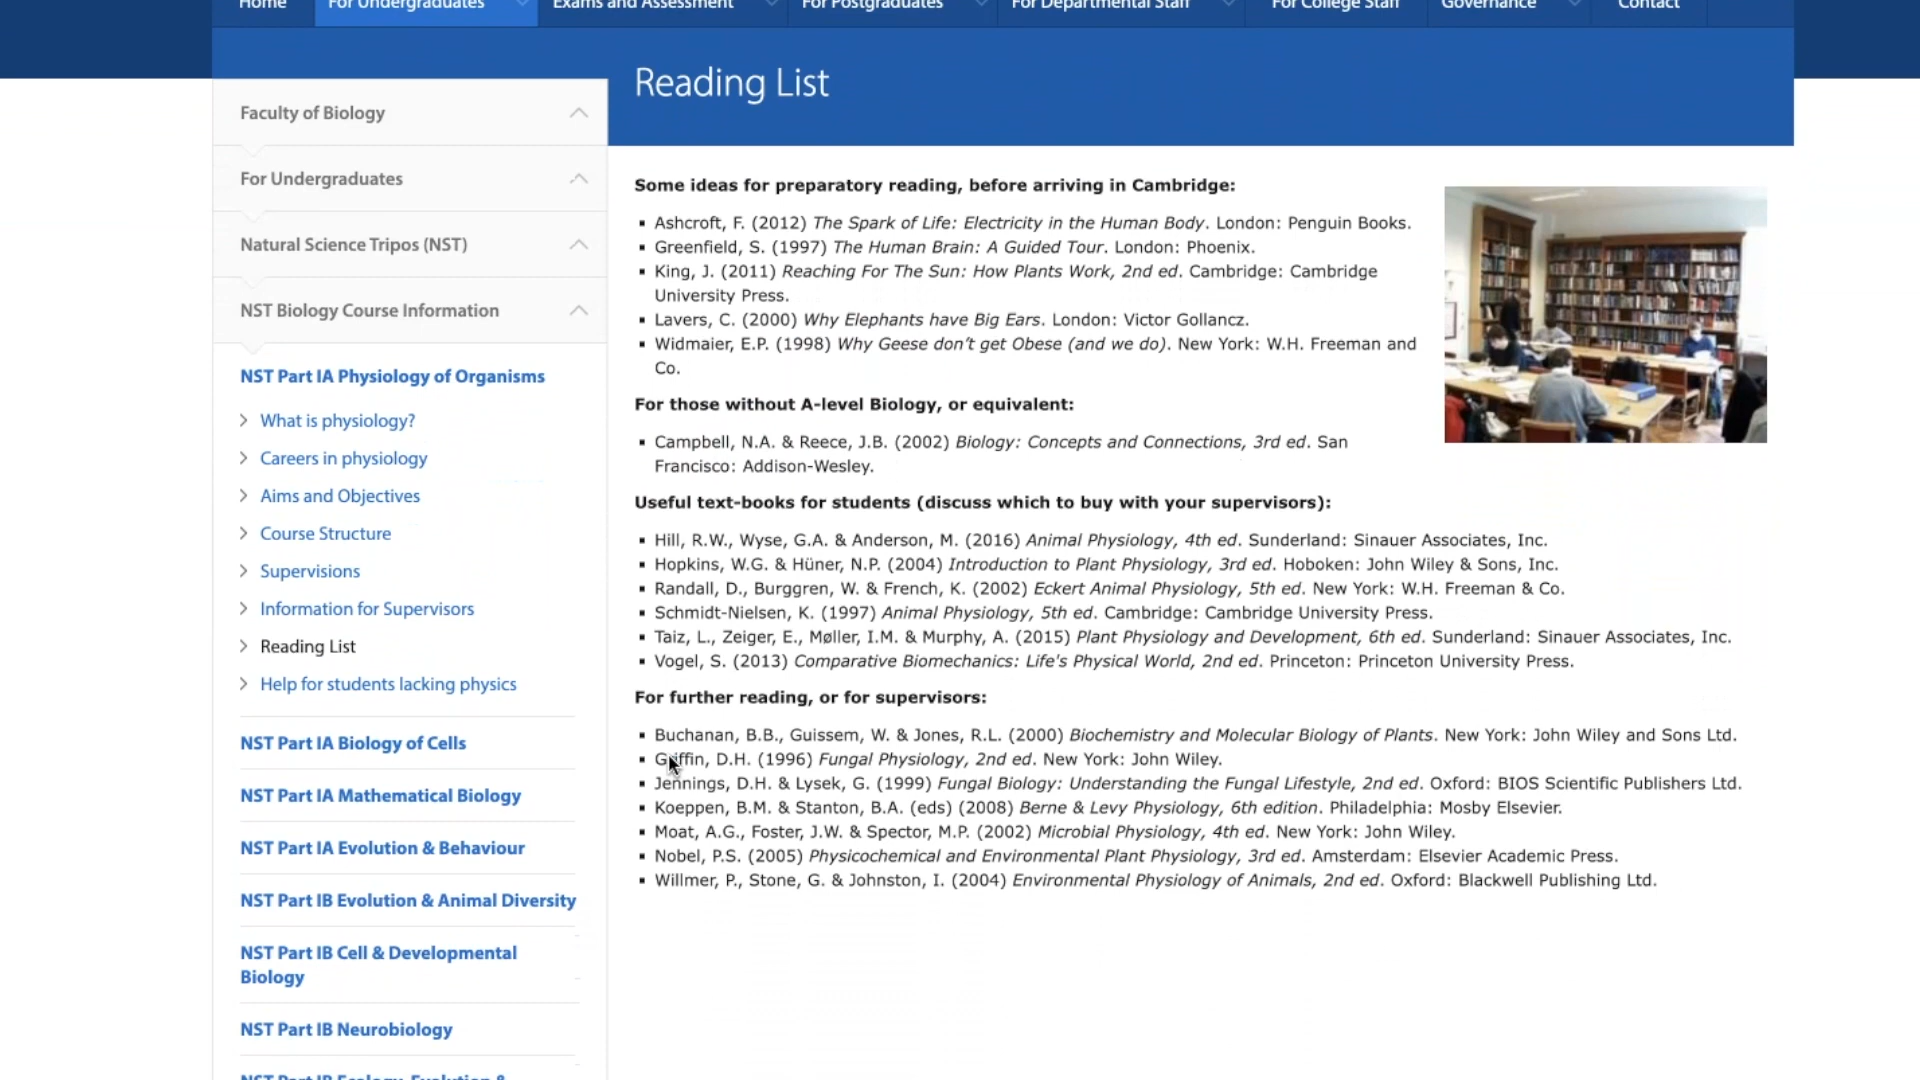 Home For Undergraduates Exams and Assessment For Postgraduates For Departmental Staff For College Staff Governance Contact
Reading List
Faculty of Biology
For Undergraduates
Natural Science Tripos (NST)
NST Biology Course Information
NST Part IA Physiology of Organisms
What is physiology?
Careers in physiology
Aims and Objectives
Course Structure
Supervisions
Information for Supervisors
Reading List
Help for students lacking physics
NST Part IA Biology of Cells
NST Part IA Mathematical Biology
NST Part IA Evolution & Behaviour
NST Part IB Evolution & Animal Diversity
NST Part IB Cell & Developmental
Biology
NST Part IB Neurobiology
NST Part IB Ecology, Evolution &
Some ideas for preparatory reading, before arriving in Cambridge:
Ashcroft, F. (2012) The Spark of Life: Electricity in the Human Body. London: Penguin Books.
Greenfield, S. (1997) The Human Brain: A Guided Tour. London: Phoenix.
King, J. (2011) Reaching For The Sun: How Plants Work, 2nd ed. Cambridge: Cambridge
University Press.
Lavers, C. (2000) Why Elephants have Big Ears. London: Victor Gollancz.
Widmaier, E.P. (1998) Why Geese don't get Obese (and we do). New York: W.H. Freeman and
Co.
For those without A-level Biology, or equivalent:
Campbell, N.A. & Reece, J.B. (2002) Biology: Concepts and Connections, 3rd ed. San
Francisco: Addison-Wesley.
Useful text-books for students (discuss which to buy with your supervisors):
Hill, R.W., Wyse, G.A. & Anderson, M. (2016) Animal Physiology, 4th ed. Sunderland: Sinauer Associates, Inc.
Hopkins, W.G. & Hüner, N.P. (2004) Introduction to Plant Physiology, 3rd ed. Hoboken: John Wiley & Sons, Inc.
Randall, D., Burggren, W. & French, K. (2002) Eckert Animal Physiology, 5th ed. New York: W.H. Freeman & Co.
Schmidt-Nielsen, K. (1997) Animal Physiology, 5th ed. Cambridge: Cambridge University Press.
Taiz, L., Zeiger, E., Møller, I.M. & Murphy, A. (2015) Plant Physiology and Development, 6th ed. Sunderland: Sinauer Associates, Inc.
Vogel, S. (2013) Comparative Biomechanics: Life's Physical World, 2nd ed. Princeton: Princeton University Press.
For further reading, or for supervisors:
Buchanan, B.B., Guissem, W. & Jones, R.L. (2000) Biochemistry and Molecular Biology of Plants. New York: John Wiley and Sons Ltd.
Griffin, D.H. (1996) Fungal Physiology, 2nd ed. New York: John Wiley.
Jennings, D.H. & Lysek, G. (1999) Fungal Biology: Understanding the Fungal Lifestyle, 2nd ed. Oxford: BIOS Scientific Publishers Ltd.
Koeppen, B.M. & Stanton, B.A. (eds) (2008) Berne & Levy Physiology, 6th edition. Philadelphia: Mosby Elsevier.
Moat, A.G., Foster, J.W. & Spector, M.P. (2002) Microbial Physiology, 4th ed. New York: John Wiley.
Nobel, P.S. (2005) Physicochemical and Environmental Plant Physiology, 3rd ed. Amsterdam: Elsevier Academic Press.
Willmer, P., Stone, G. & Johnston, I. (2004) Environmental Physiology of Animals, 2nd ed. Oxford: Blackwell Publishing Ltd.